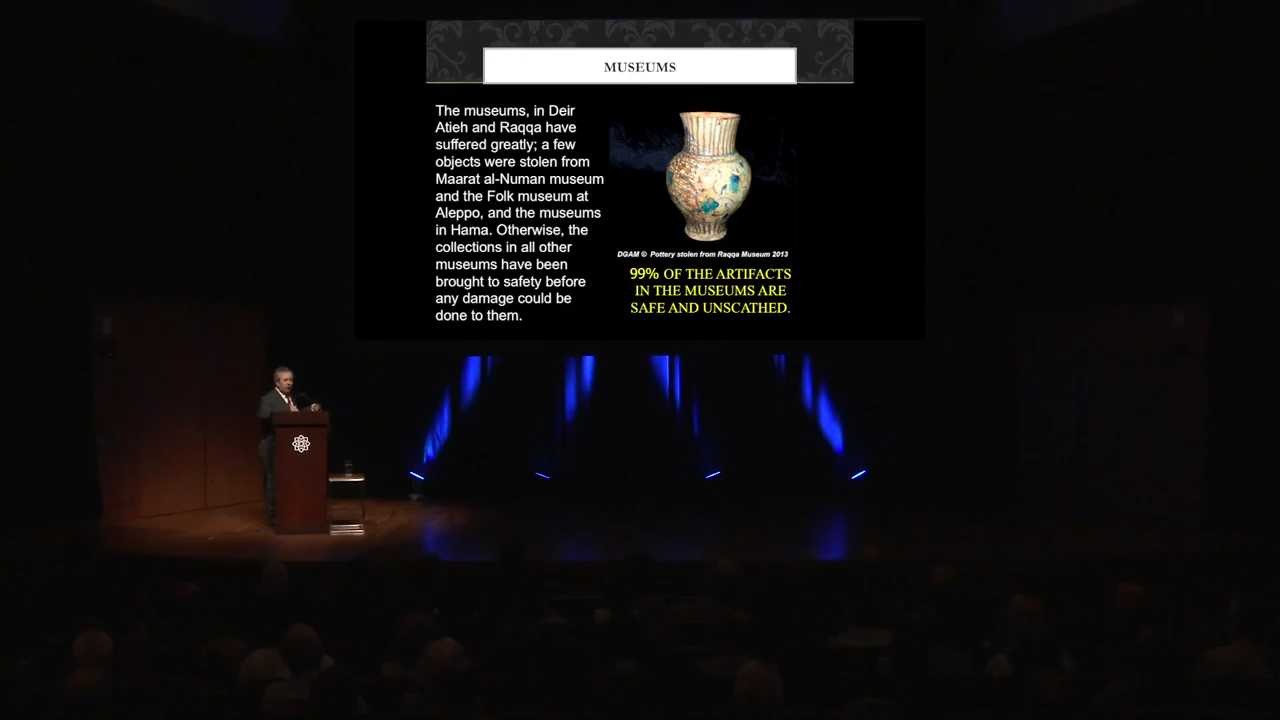 MUSEUMS
The museums, in Deir
Atieh and Raqqa have
suffered greatly; a few
objects were stolen from
Maarat al-Numan museum
and the Folk museum at
Aleppo, and the museums
in Hama. Otherwise, the
collections in all other
museums have been
brought to safety before
any damage could be
done to them.
DGAM © Pottery stolen from Raqqa Museum 2013
99% OF THE ARTIFACTS
IN THE MUSEUMS ARE
SAFE AND UNSCATHED.